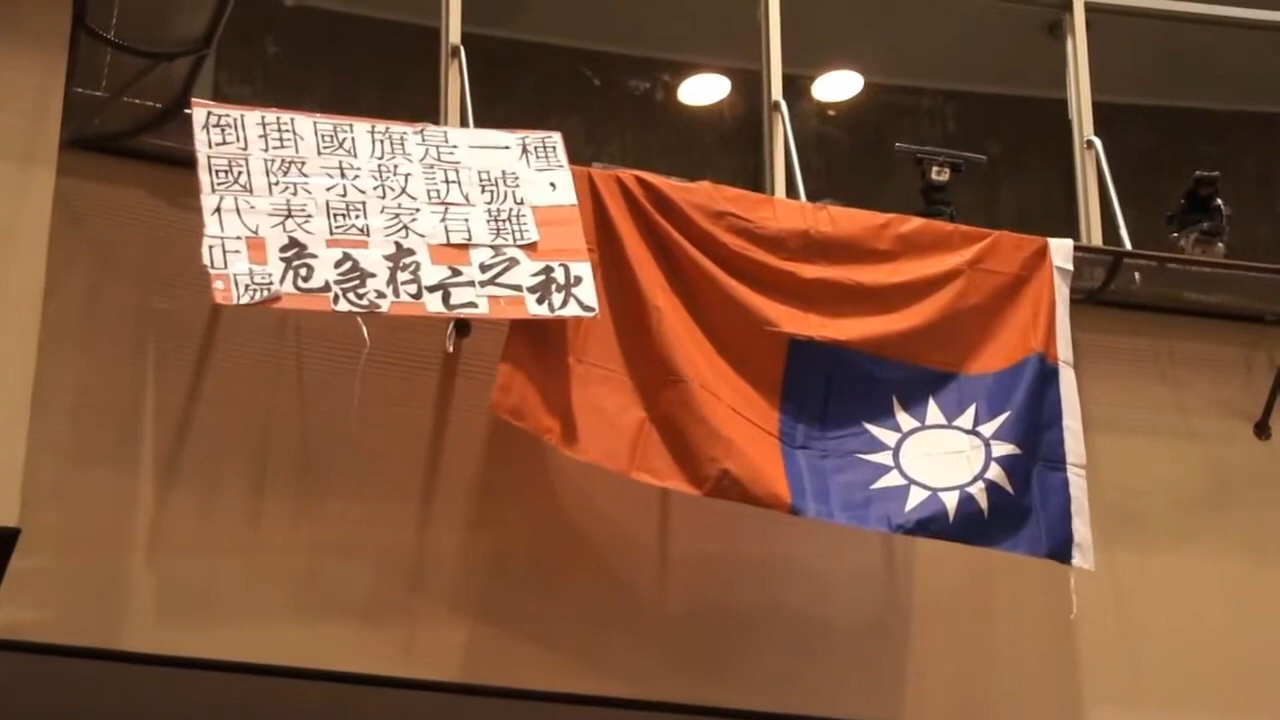 倒掛國旗是一種
國際求救訊號，
代表國家有難
正處危急存亡之秋